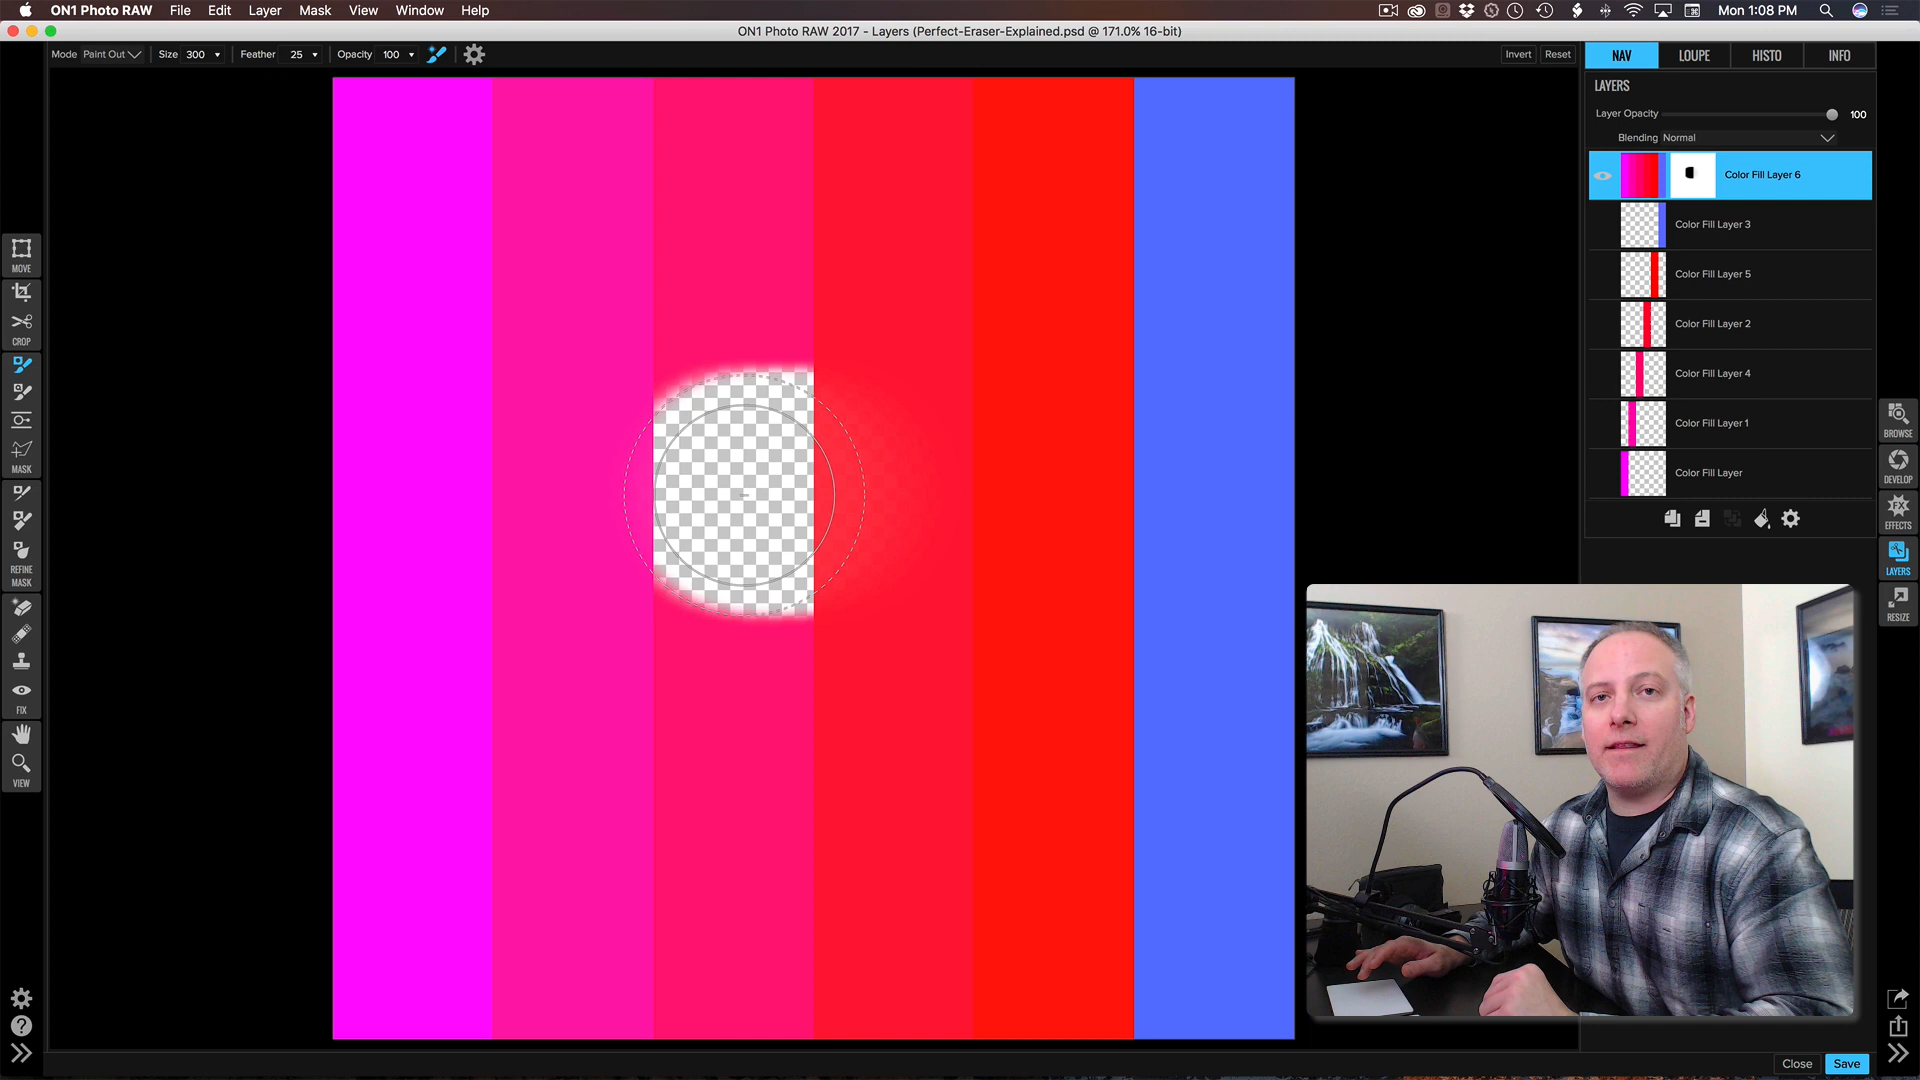 ON1 Photo RAW File Edit Layer Mask View Window Help Mon 1:08 PM
ON1 Photo RAW 2017 - Layers (Perfect-Eraser-Explained.psd @ 171.0% 16-bit)
Mode Paint Out Size 300 Feather 25 Opacity 100 Invert Reset
NAV LOUPE HISTO INFO
LAYERS
Layer Opacity 100
Blending Normal
Color Fill Layer 6
Color Fill Layer 3
Color Fill Layer 5
Color Fill Layer 2
Color Fill Layer 4
Color Fill Layer 1
Color Fill Layer
MOVE
CROP
MASK
REFINE
MASK
FIX
VIEW
BROWSE
DEVELOP
FX
EFFECTS
LAYERS
RESIZE
Close Save